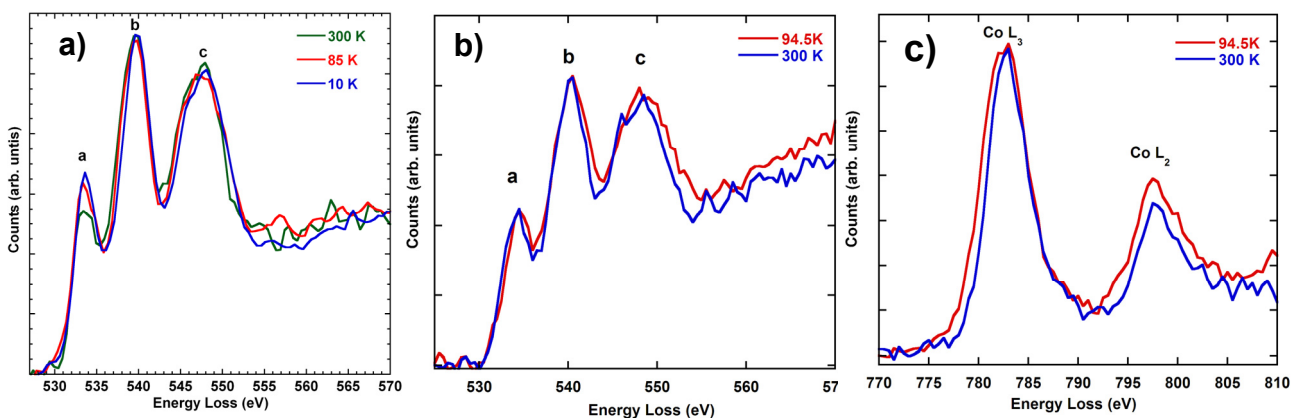 a)
300 K
85 K
10 K
a
b
c
Counts (arb. untis)
530 535 540 545 550 555 560 565 570
Energy Loss (eV)
b)
94.5K
300 K
a
b
c
Counts (arb. units)
530 540 550 560 57
Energy Loss (eV)
c)
Co L3
94.5K
300 K
Co L2
Counts (arb. units)
770 775 780 785 790 795 800 805 810
Energy Loss (eV)